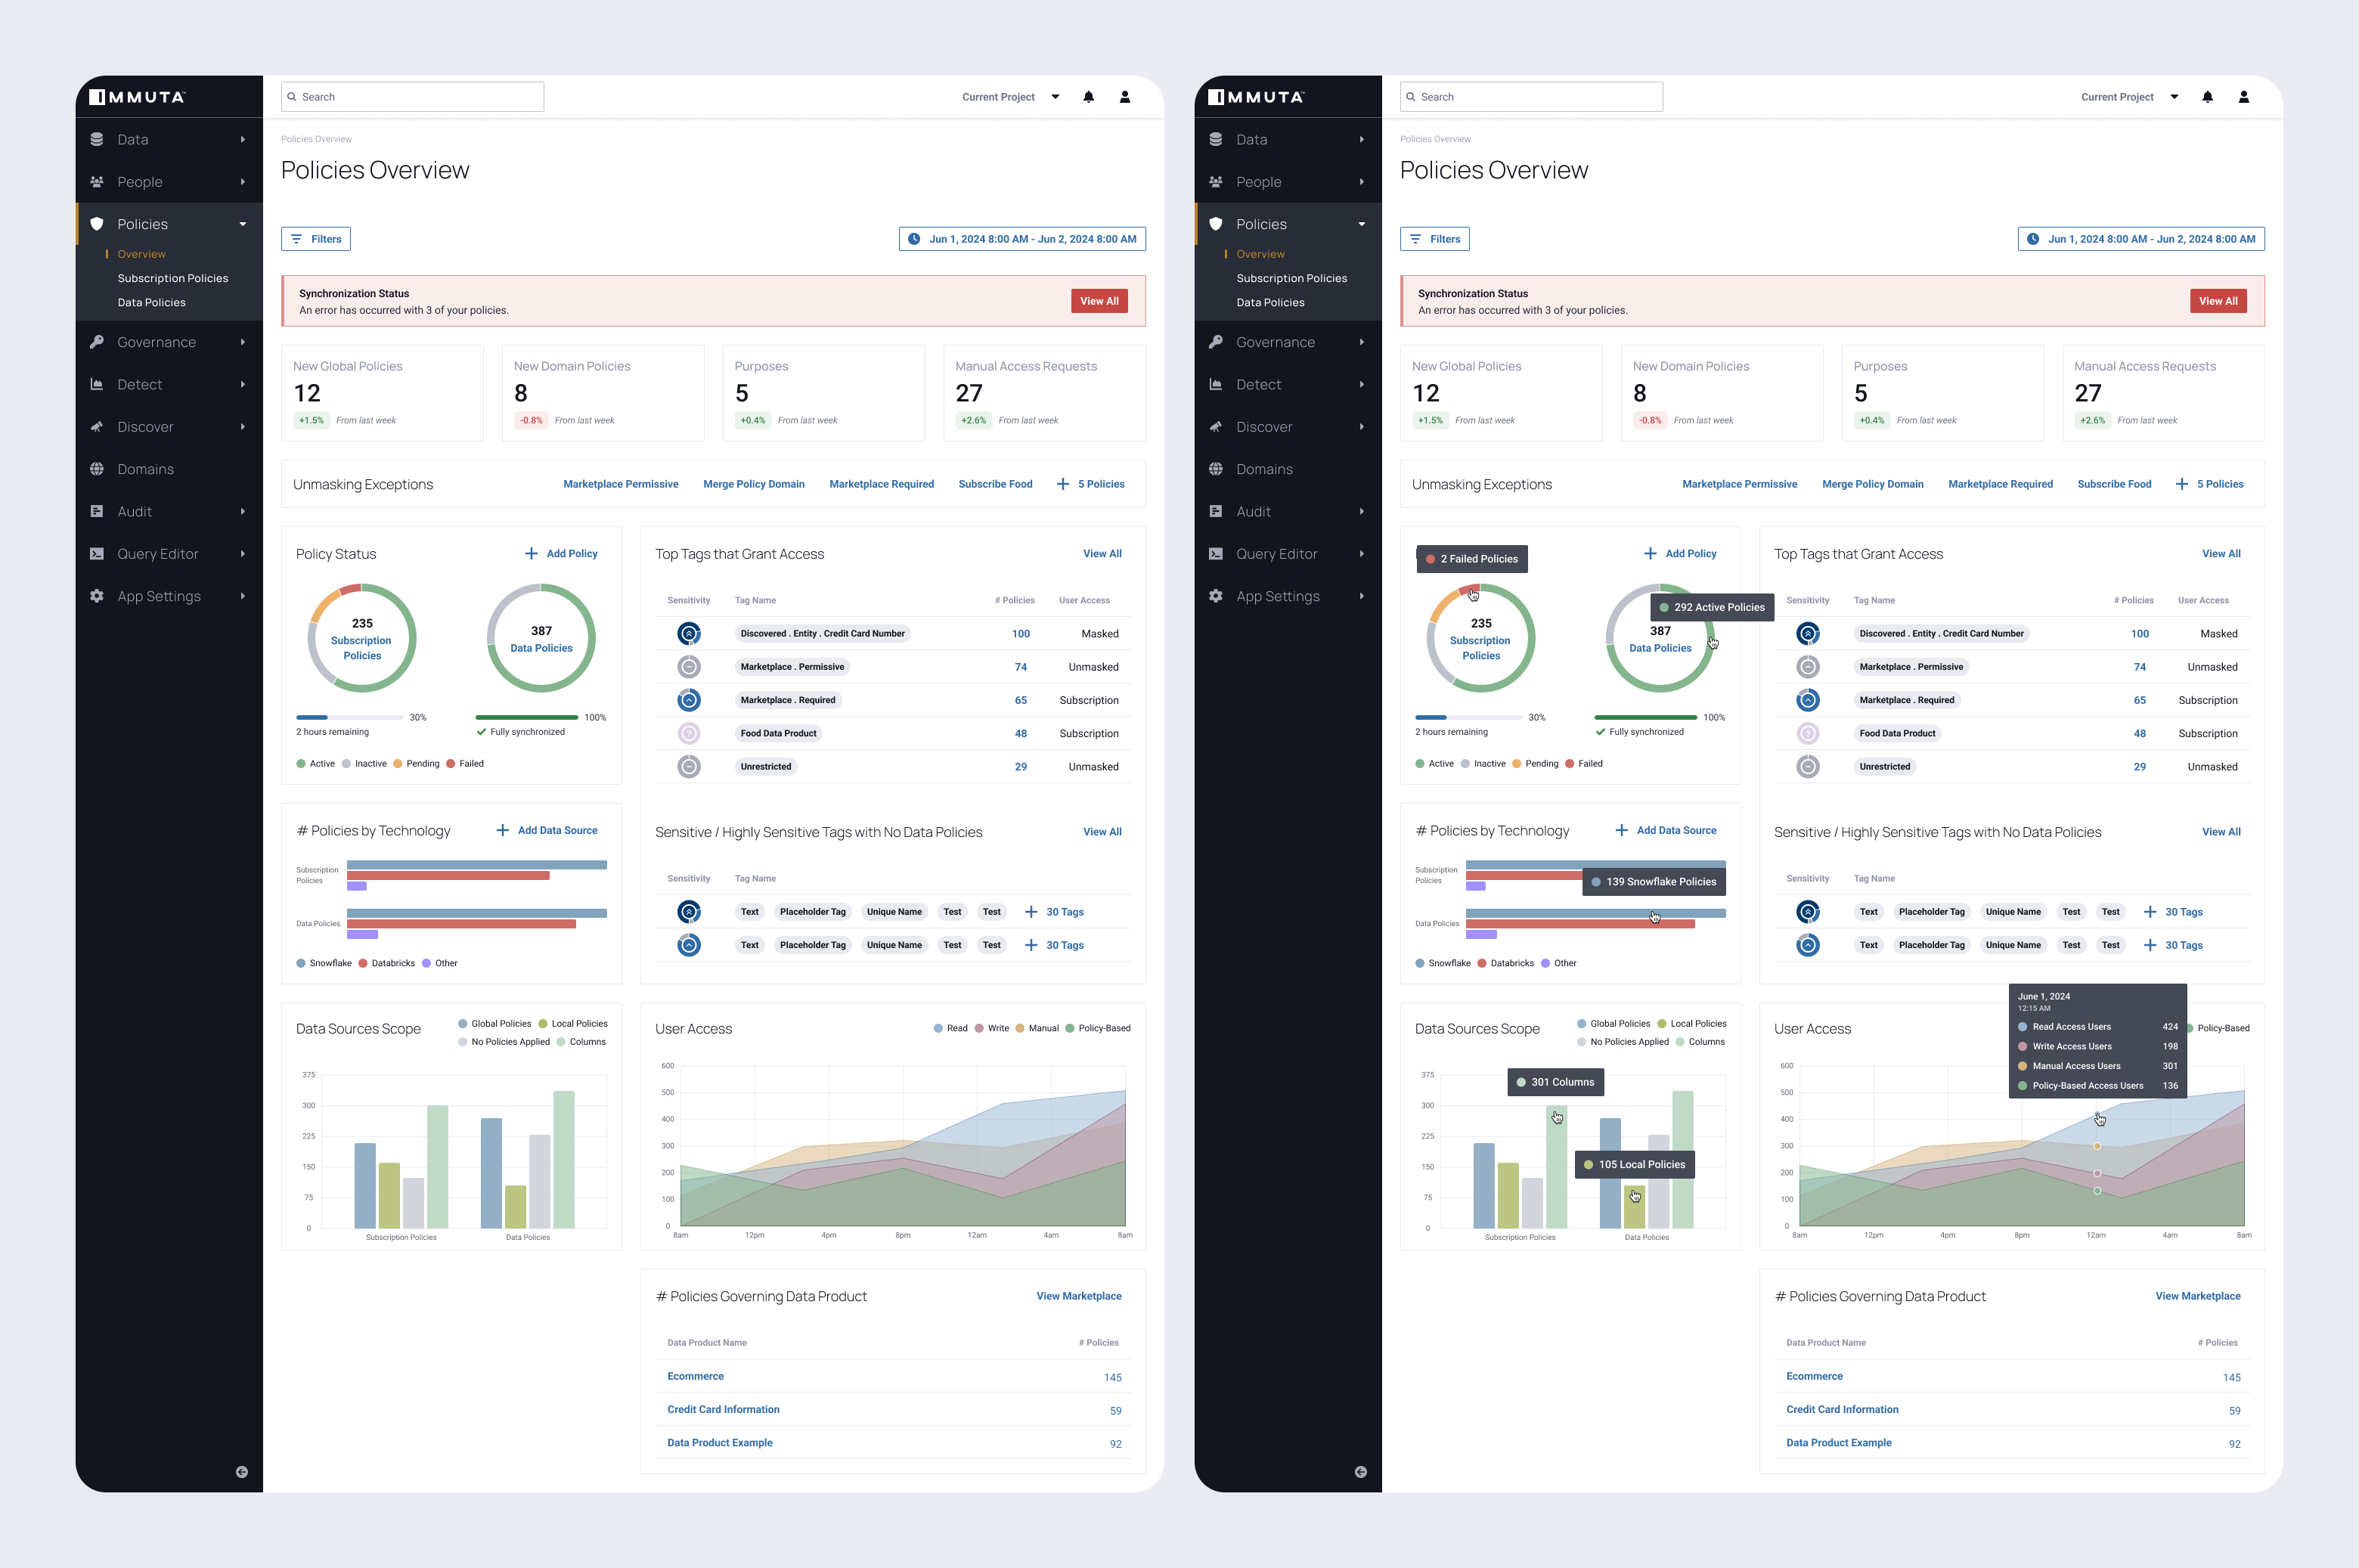 IMMUTA™
Data
People
Policies
Overview
Subscription Policies
Data Policies
Governance
Detect
Discover
Domains
Audit
Query Editor
App Settings
Search
Current Project
Policies Overview
Policies Overview
Filters
Jun 1, 2024 8:00 AM - Jun 2, 2024 8:00 AM
Synchronization Status
An error has occurred with 3 of your policies.
View All
New Global Policies
12
+1.5% From last week
New Domain Policies
8
-0.8% From last week
Purposes
5
+0.4% From last week
Manual Access Requests
27
+2.6% From last week
Unmasking Exceptions
Marketplace Permissive Merge Policy Domain Marketplace Required Subscribe Food + 5 Policies
Policy Status
+ Add Policy
235
Subscription
Policies
387
Data Policies
30%
2 hours remaining
100%
Fully synchronized
Active Inactive Pending Failed
Top Tags that Grant Access
View All
Sensitivity Tag Name # Policies User Access
Discovered . Entity . Credit Card Number 100 Masked
Marketplace . Permissive 74 Unmasked
Marketplace . Required 65 Subscription
Food Data Product 48 Subscription
Unrestricted 29 Unmasked
# Policies by Technology
+ Add Data Source
Subscription
Policies
Data Policies
Snowflake Databricks Other
Sensitive / Highly Sensitive Tags with No Data Policies
View All
Sensitivity Tag Name
Text Placeholder Tag Unique Name Test Test + 30 Tags
Text Placeholder Tag Unique Name Test Test + 30 Tags
Data Sources Scope
Global Policies Local Policies
No Policies Applied Columns
375
300
225
150
75
0
Subscription Policies Data Policies
User Access
Read Write Manual Policy-Based
600
500
400
300
200
100
0
8am 12pm 4pm 8pm 12am 4am 8am
# Policies Governing Data Product
View Marketplace
Data Product Name # Policies
Ecommerce 145
Credit Card Information 59
Data Product Example 92
IMMUTA™
Data
People
Policies
Overview
Subscription Policies
Data Policies
Governance
Detect
Discover
Domains
Audit
Query Editor
App Settings
Search
Current Project
Policies Overview
Policies Overview
Filters
Jun 1, 2024 8:00 AM - Jun 2, 2024 8:00 AM
Synchronization Status
An error has occurred with 3 of your policies.
View All
New Global Policies
12
+1.5% From last week
New Domain Policies
8
-0.8% From last week
Purposes
5
+0.4% From last week
Manual Access Requests
27
+2.6% From last week
Unmasking Exceptions
Marketplace Permissive Merge Policy Domain Marketplace Required Subscribe Food + 5 Policies
2 Failed Policies
+ Add Policy
292 Active Policies
235
Subscription
Policies
387
Data Policies
30%
2 hours remaining
100%
Fully synchronized
Active Inactive Pending Failed
Top Tags that Grant Access
View All
Sensitivity Tag Name # Policies User Access
Discovered . Entity . Credit Card Number 100 Masked
Marketplace . Permissive 74 Unmasked
Marketplace . Required 65 Subscription
Food Data Product 48 Subscription
Unrestricted 29 Unmasked
# Policies by Technology
+ Add Data Source
Subscription
Policies
139 Snowflake Policies
Data Policies
Snowflake Databricks Other
Sensitive / Highly Sensitive Tags with No Data Policies
View All
Sensitivity Tag Name
Text Placeholder Tag Unique Name Test Test + 30 Tags
Text Placeholder Tag Unique Name Test Test + 30 Tags
Data Sources Scope
Global Policies Local Policies
No Policies Applied Columns
375
300
225
150
75
0
301 Columns
105 Local Policies
Subscription Policies Data Policies
User Access
Policy-Based
June 1, 2024
12:15 AM
Read Access Users 424
Write Access Users 198
Manual Access Users 301
Policy-Based Access Users 136
600
500
400
300
200
100
0
8am 12pm 4pm 8pm 12am 4am 8am
# Policies Governing Data Product
View Marketplace
Data Product Name # Policies
Ecommerce 145
Credit Card Information 59
Data Product Example 92